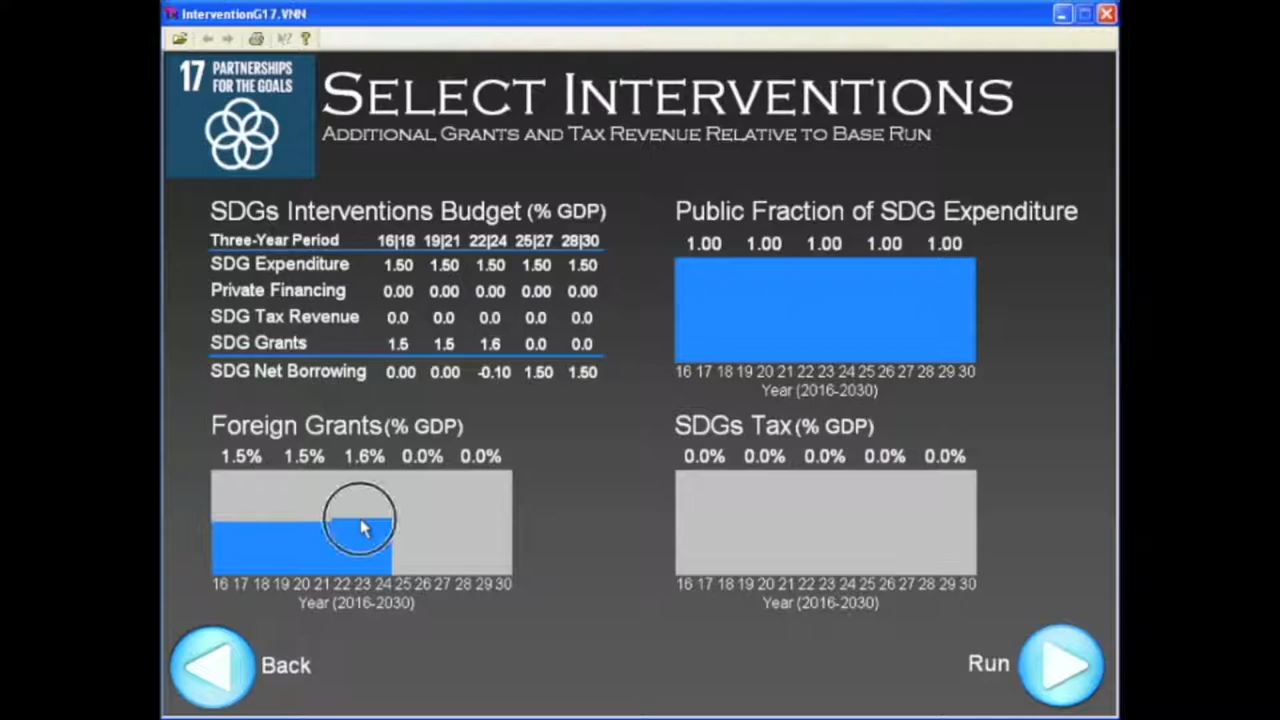 InterventionG17.VNN
17 PARTNERSHIPS
FOR THE GOALS
SELECT INTERVENTIONS
ADDITIONAL GRANTS AND TAX REVENUE RELATIVE TO BASE RUN
SDGs Interventions Budget (% GDP)
Three-Year Period 16|18 19|21 22|24 25|27 28|30
SDG Expenditure 1.50 1.50 1.50 1.50 1.50
Private Financing 0.00 0.00 0.00 0.00 0.00
SDG Tax Revenue 0.0 0.0 0.0 0.0 0.0
SDG Grants 1.5 1.5 1.6 0.0 0.0
SDG Net Borrowing 0.00 0.00 -0.10 1.50 1.50
Public Fraction of SDG Expenditure
1.00 1.00 1.00 1.00 1.00
16 17 18 19 20 21 22 23 24 25 26 27 28 29 30
Year (2016-2030)
Foreign Grants (% GDP)
1.5% 1.5% 1.6% 0.0% 0.0%
16 17 18 19 20 21 22 23 24 25 26 27 28 29 30
Year (2016-2030)
SDGs Tax (% GDP)
0.0% 0.0% 0.0% 0.0% 0.0%
16 17 18 19 20 21 22 23 24 25 26 27 28 29 30
Year (2016-2030)
Back
Run